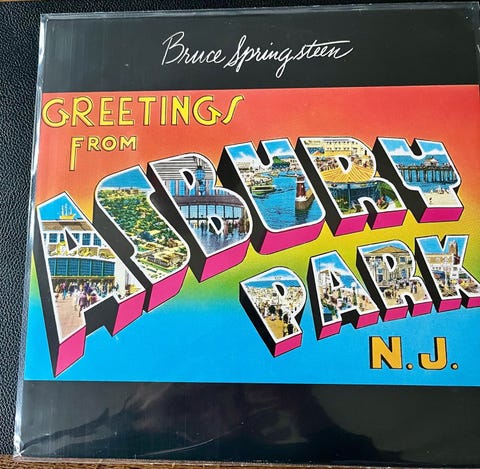 Bruce Springsteen
GREETINGS
FROM
ASBURY
PARK
N.J.